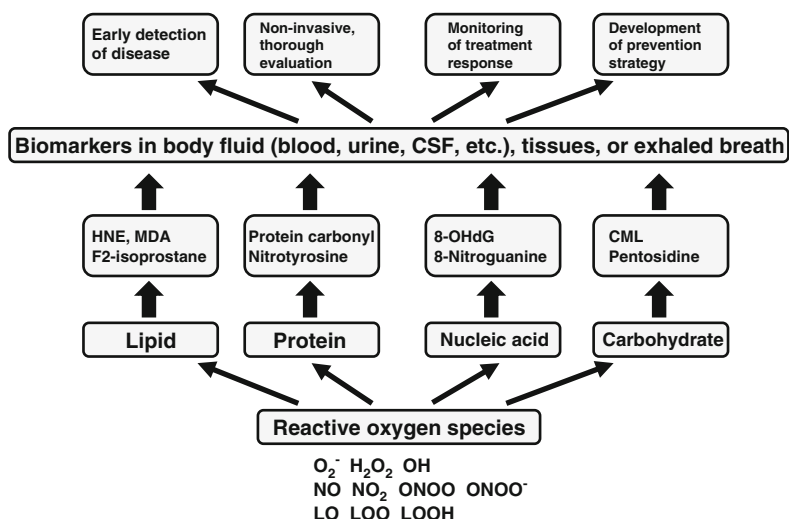 Early detection
of disease
Non-invasive,
thorough
evaluation
Monitoring
of treatment
response
Development
of prevention
strategy
Biomarkers in body fluid (blood, urine, CSF, etc.), tissues, or exhaled breath
HNE, MDA
F2-isoprostane
Protein carbonyl
Nitrotyrosine
8-OHdG
8-Nitroguanine
CML
Pentosidine
Lipid
Protein
Nucleic acid
Carbohydrate
Reactive oxygen species
O₂⁻ H₂O₂ OH
NO NO₂ ONOO ONOO⁻
LO LOO LOOH